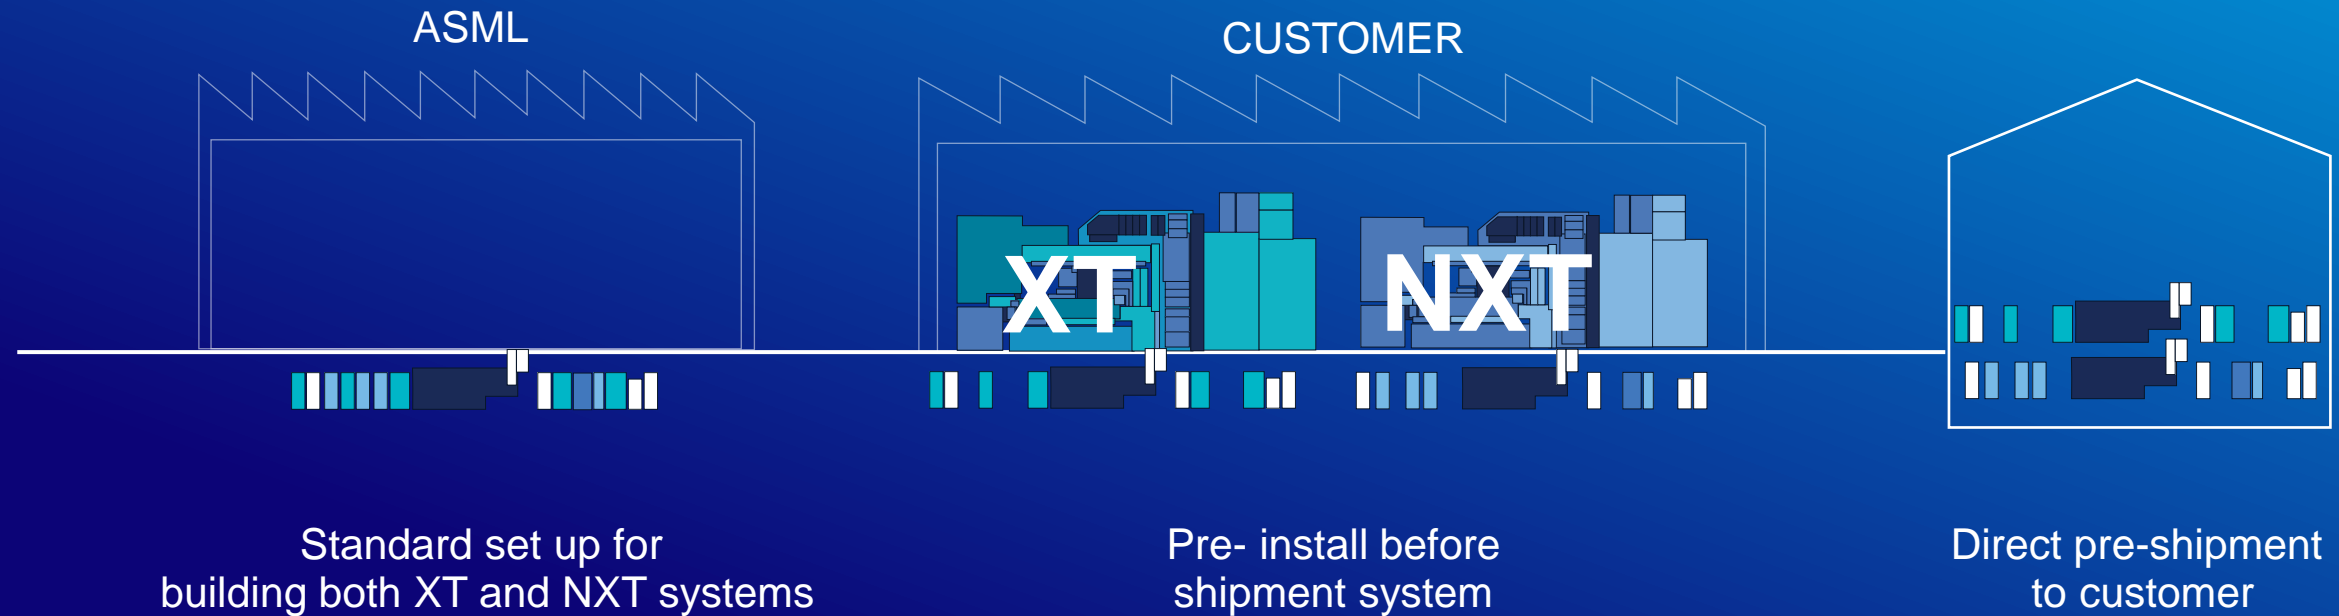 ASML
CUSTOMER
XT
NXT
Standard set up for
building both XT and NXT systems
Pre- install before
shipment system
Direct pre-shipment
to customer